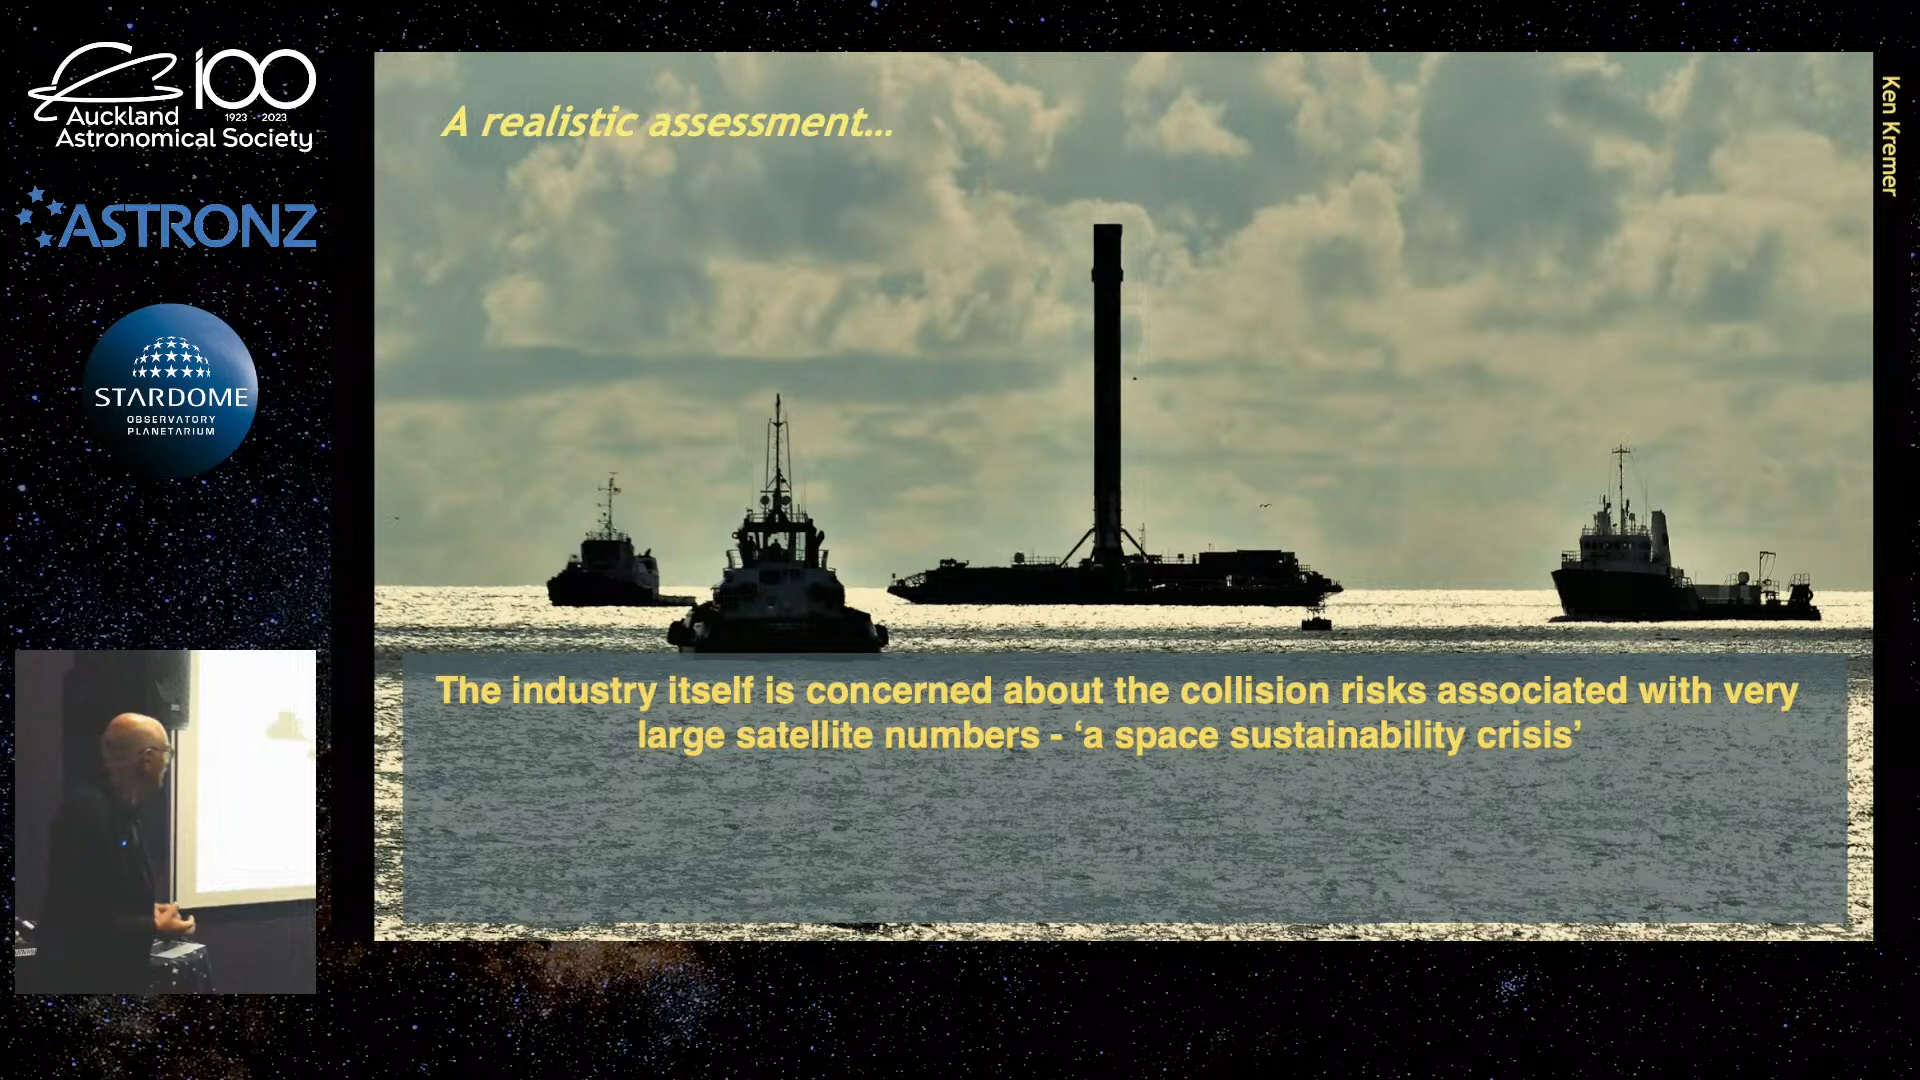 100
1923 - 2023
Auckland
Astronomical Society
ASTRONZ
STARDOME
OBSERVATORY
PLANETARIUM
A realistic assessment...
Ken Kremer
The industry itself is concerned about the collision risks associated with very
large satellite numbers - ‘a space sustainability crisis’